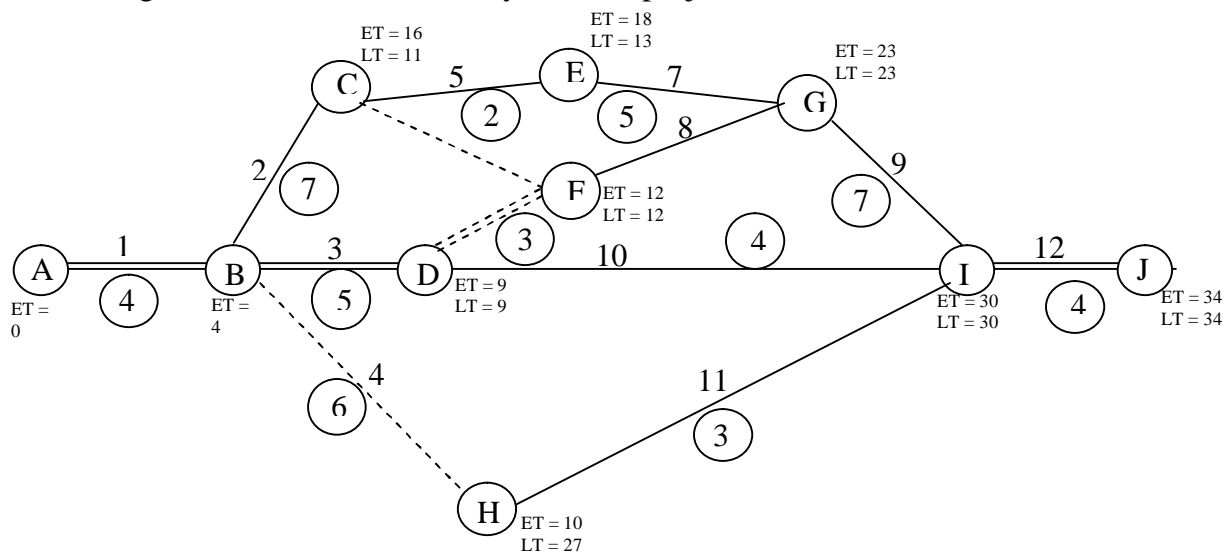 ET = 18
LT = 13
ET = 16
LT = 11
ET = 23
LT = 23
C
5
E
7
G
2
5
8
2
7
F
9
ET = 12
LT = 12
7
3
4
1
3
10
12
A
B
D
I
J
ET =
0
4
ET =
4
5
ET = 9
LT = 9
ET = 30
LT = 30
4
ET = 34
LT = 34
4
6
11
3
H
ET = 10
LT = 27